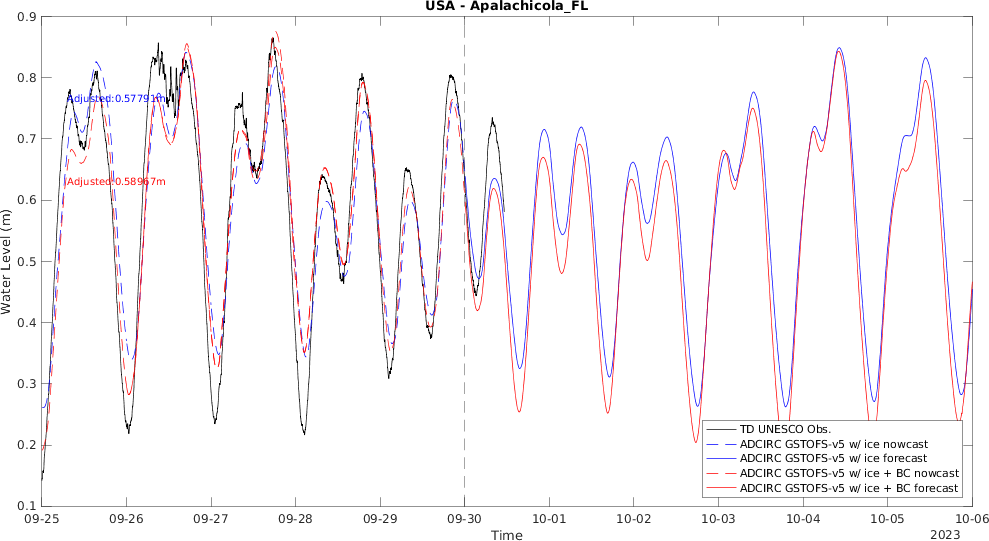 USA - Apalachicola_FL
0.9
0.8
0.7
0.6
0.5
0.4
0.3
0.2
0.1
Water Level (m)
Adjusted:0.57791m
Adjusted:0.58967m
TD UNESCO Obs.
ADCIRC GSTOFS-v5 w/ ice nowcast
ADCIRC GSTOFS-v5 w/ ice forecast
ADCIRC GSTOFS-v5 w/ ice + BC nowcast
ADCIRC GSTOFS-v5 w/ ice + BC forecast
09-25 09-26 09-27 09-28 09-29 09-30 10-01 10-02 10-03 10-04 10-05 10-06
Time
2023